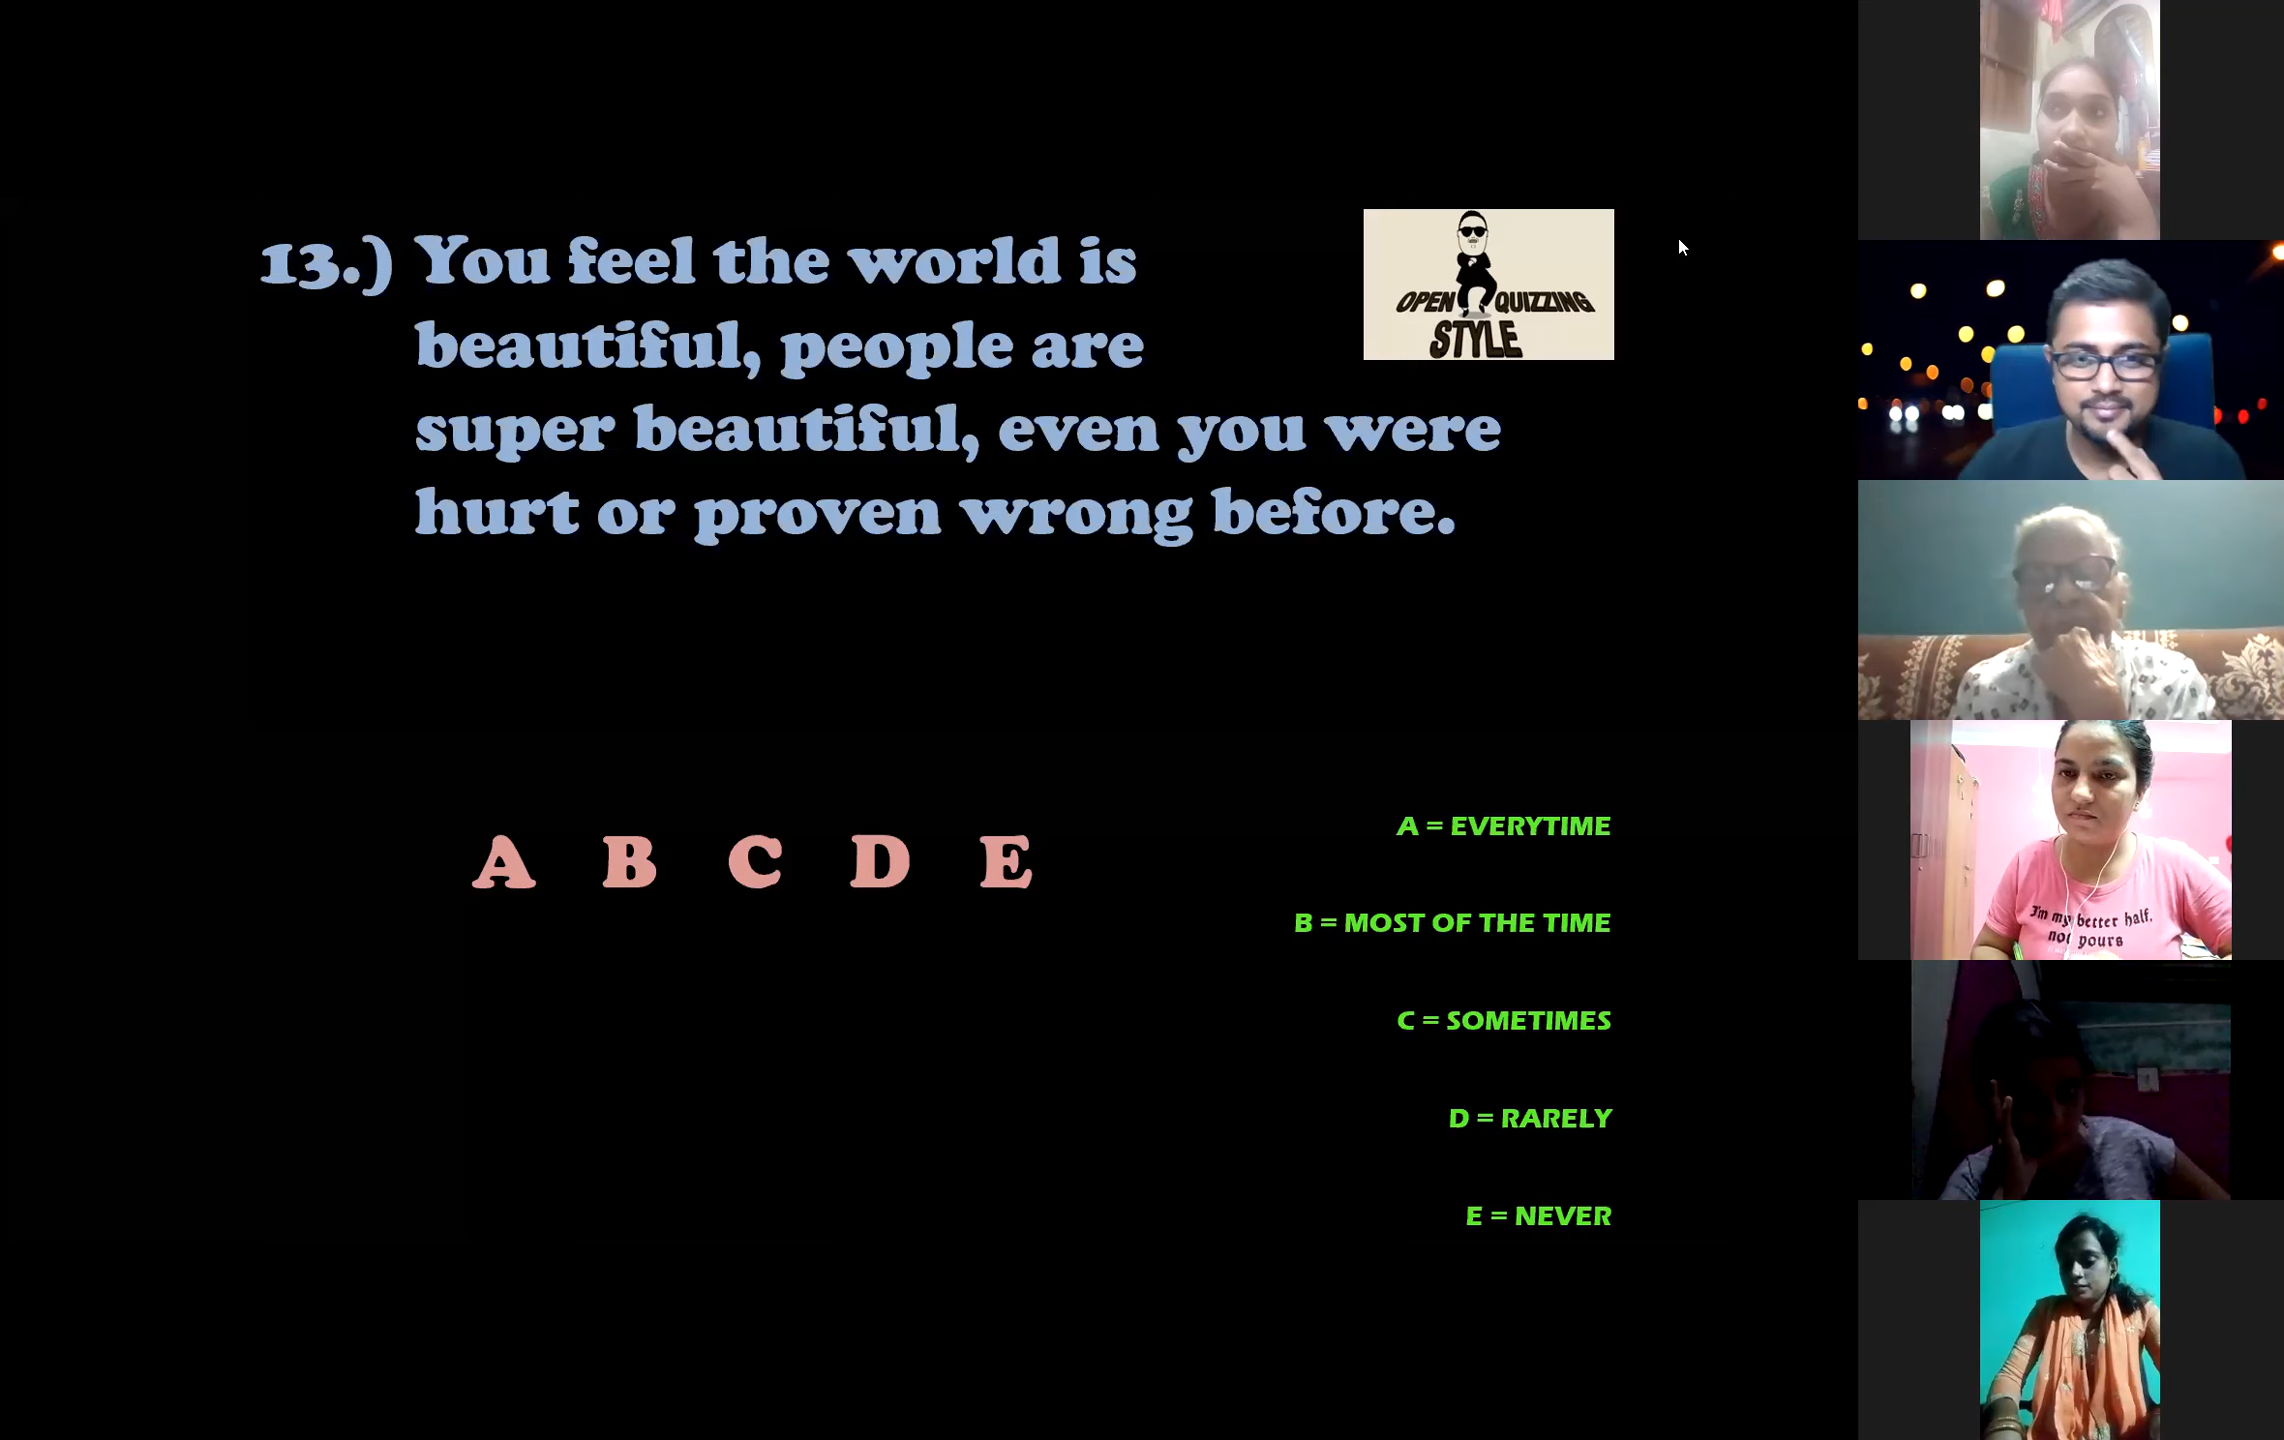 13.) You feel the world is
beautiful, people are
super beautiful, even you were
hurt or proven wrong before.
OPEN QUIZZING
STYLE
A B C D E
A = EVERYTIME
B = MOST OF THE TIME
C = SOMETIMES
D = RARELY
E = NEVER
I'm my better half,
not yours